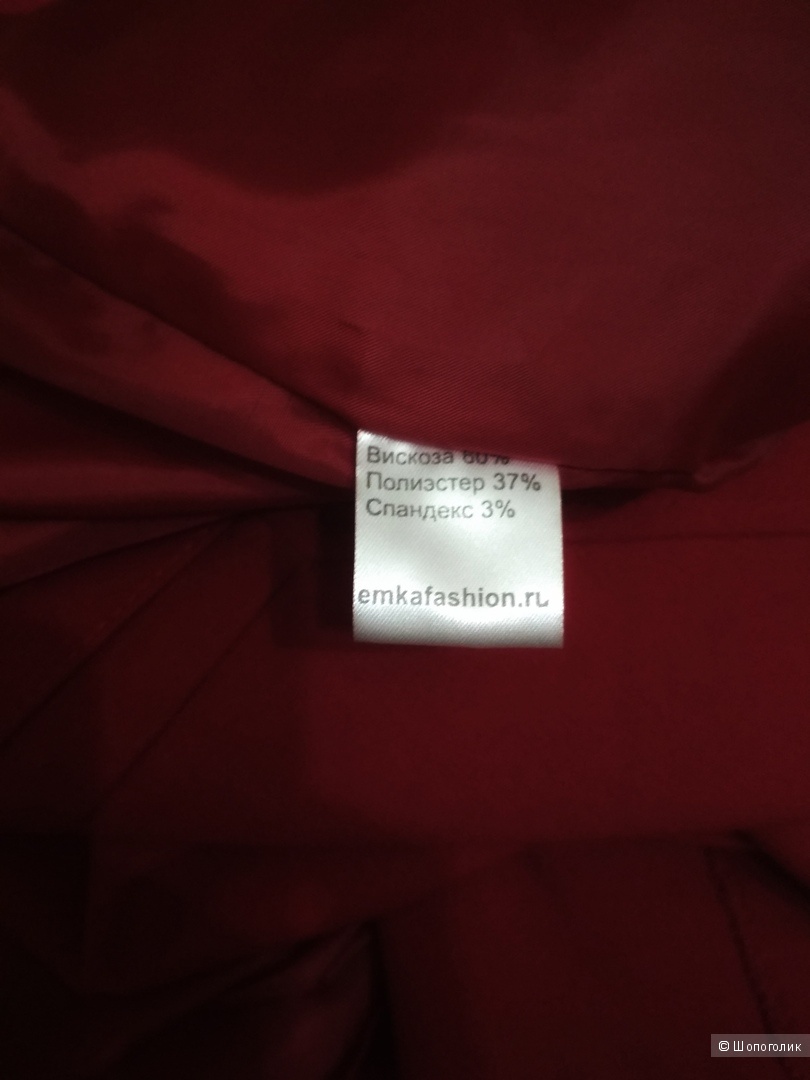 Вискоза 60%
Полиэстер 37%
Спандекс 3%
emkafashion.ru
© Шопоголик